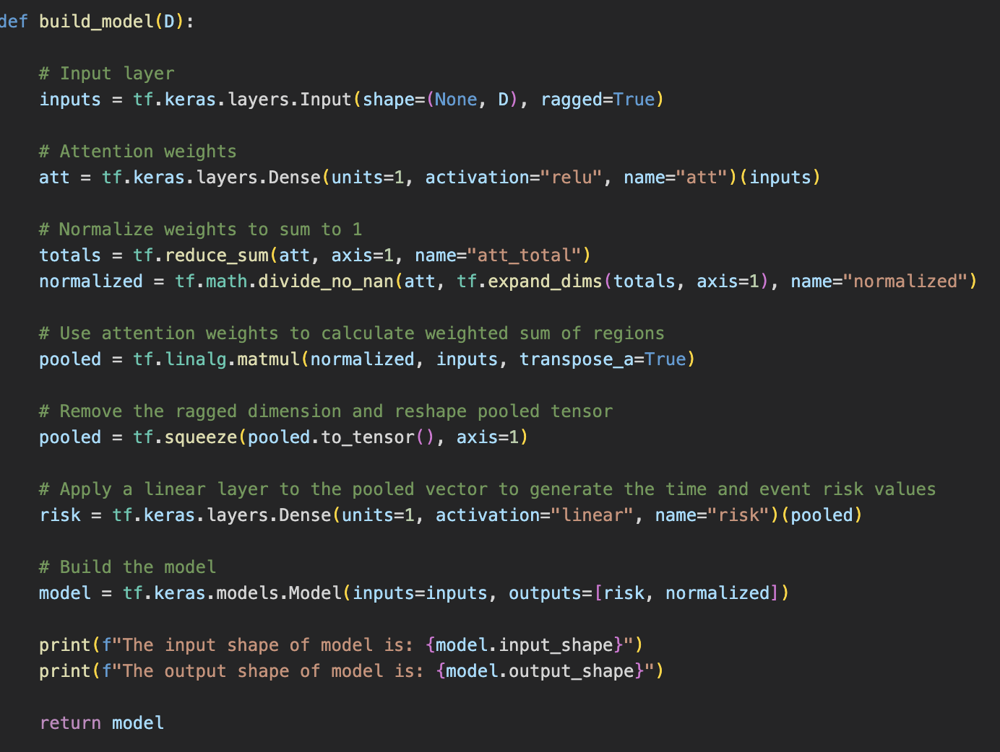 def build_model(D):
# Input layer
inputs = tf.keras.layers.Input(shape=(None, D), ragged=True)
# Attention weights
att = tf.keras.layers.Dense(units=1, activation="relu", name="att")(inputs)
# Normalize weights to sum to 1
totals = tf.reduce_sum(att, axis=1, name="att_total")
normalized = tf.math.divide_no_nan(att, tf.expand_dims(totals, axis=1), name="normalized")
# Use attention weights to calculate weighted sum of regions
pooled = tf.linalg.matmul(normalized, inputs, transpose_a=True)
# Remove the ragged dimension and reshape pooled tensor
pooled = tf.squeeze(pooled.to_tensor(), axis=1)
# Apply a linear layer to the pooled vector to generate the time and event risk values
risk = tf.keras.layers.Dense(units=1, activation="linear", name="risk")(pooled)
# Build the model
model = tf.keras.models.Model(inputs=inputs, outputs=[risk, normalized])
print(f"The input shape of model is: {model.input_shape}")
print(f"The output shape of model is: {model.output_shape}")
return model